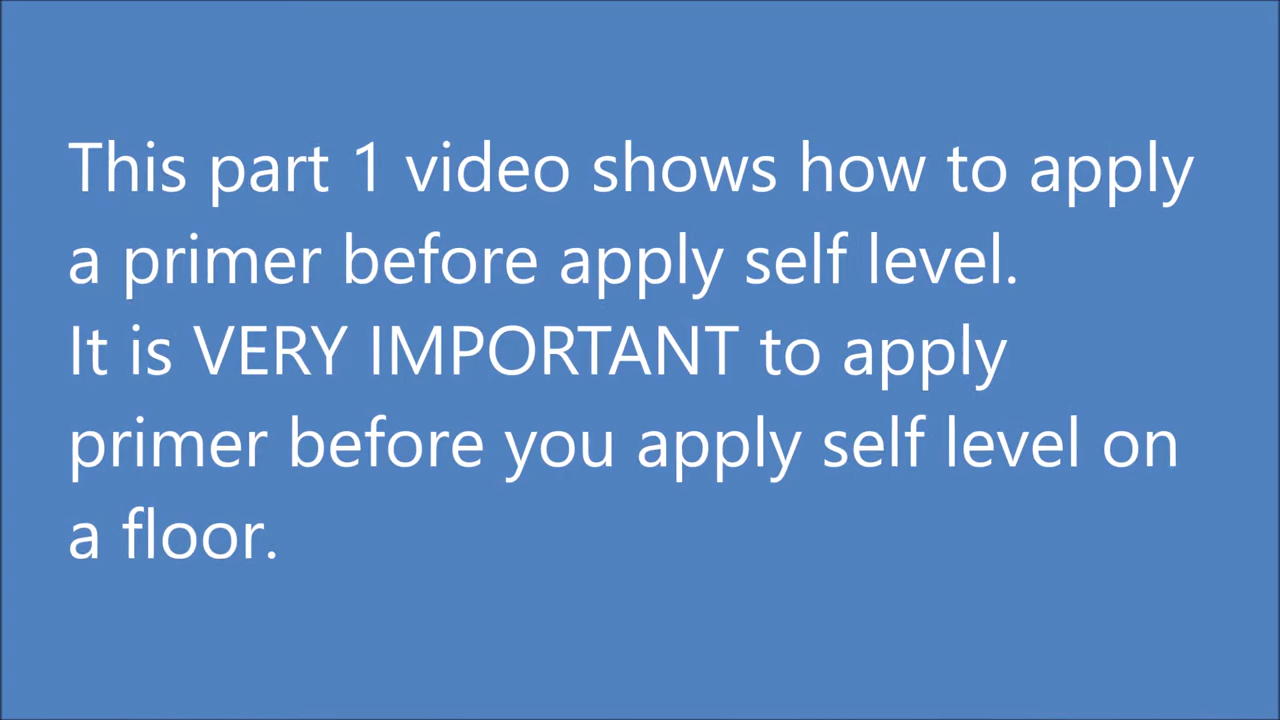 This part 1 video shows how to apply
a primer before apply self level.
It is VERY IMPORTANT to apply
primer before you apply self level on
a floor.